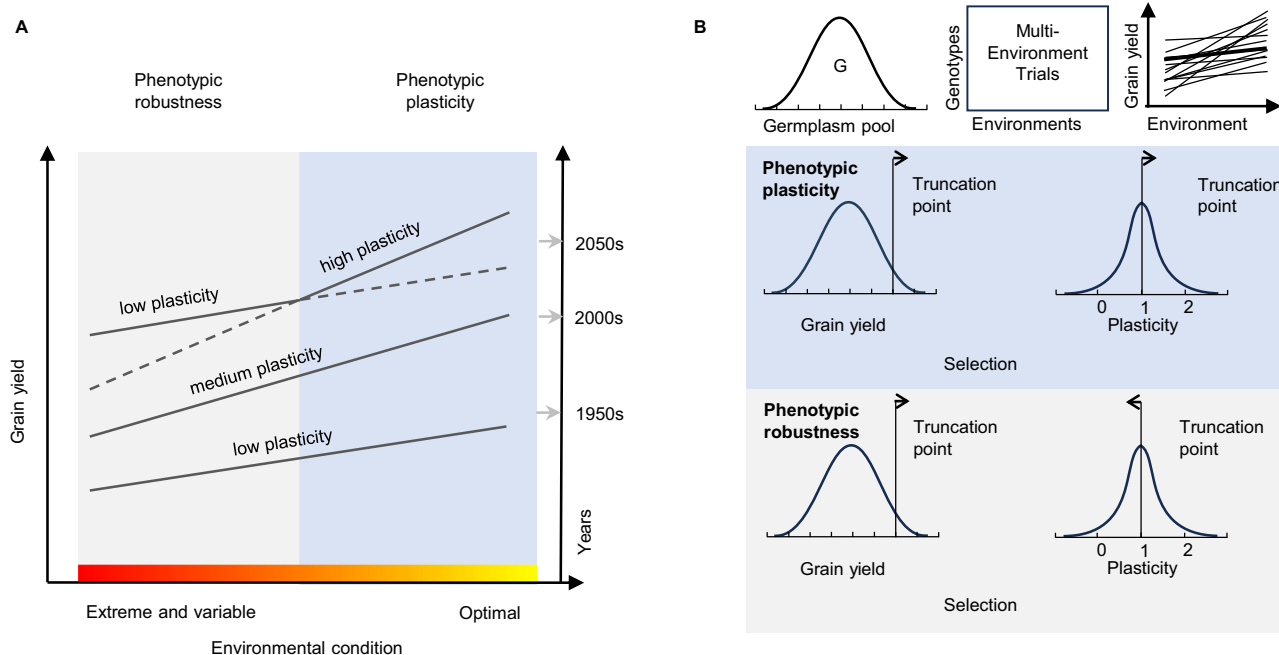 A
Phenotypic
robustness
Phenotypic
plasticity
Grain yield
low plasticity
high plasticity
medium plasticity
low plasticity
2050s
2000s
1950s
Years
Extreme and variable
Optimal
Environmental condition
B
G
Germplasm pool
Genotypes
Multi-
Environment
Trials
Environments
Grain yield
Environment
Phenotypic
plasticity
Truncation
point
Grain yield
Truncation
point
0 1 2
Plasticity
Selection
Phenotypic
robustness
Truncation
point
Grain yield
Truncation
point
0 1 2
Plasticity
Selection